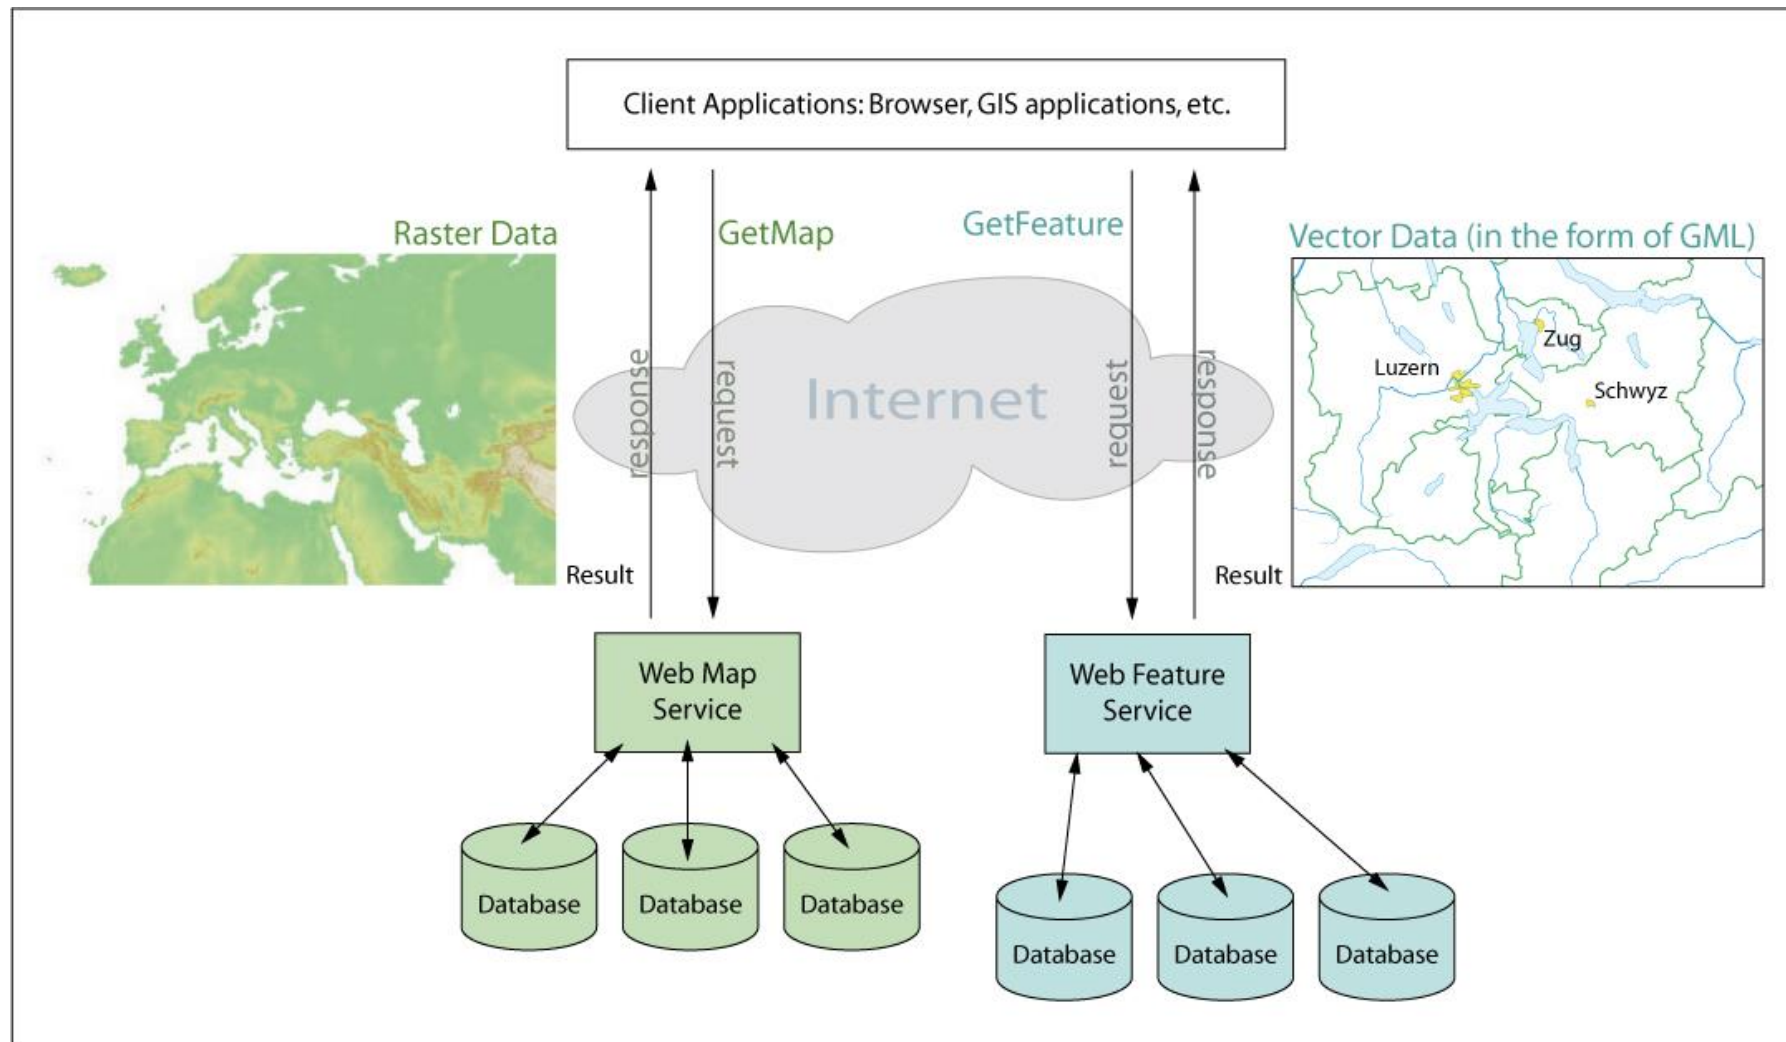 Client Applications: Browser, GIS applications, etc.
Raster Data
GetMap
GetFeature
Vector Data (in the form of GML)
response
request
Internet
request
response
Zug
Luzern
Schwyz
Result
Result
Web Map
Service
Web Feature
Service
Database
Database
Database
Database
Database
Database